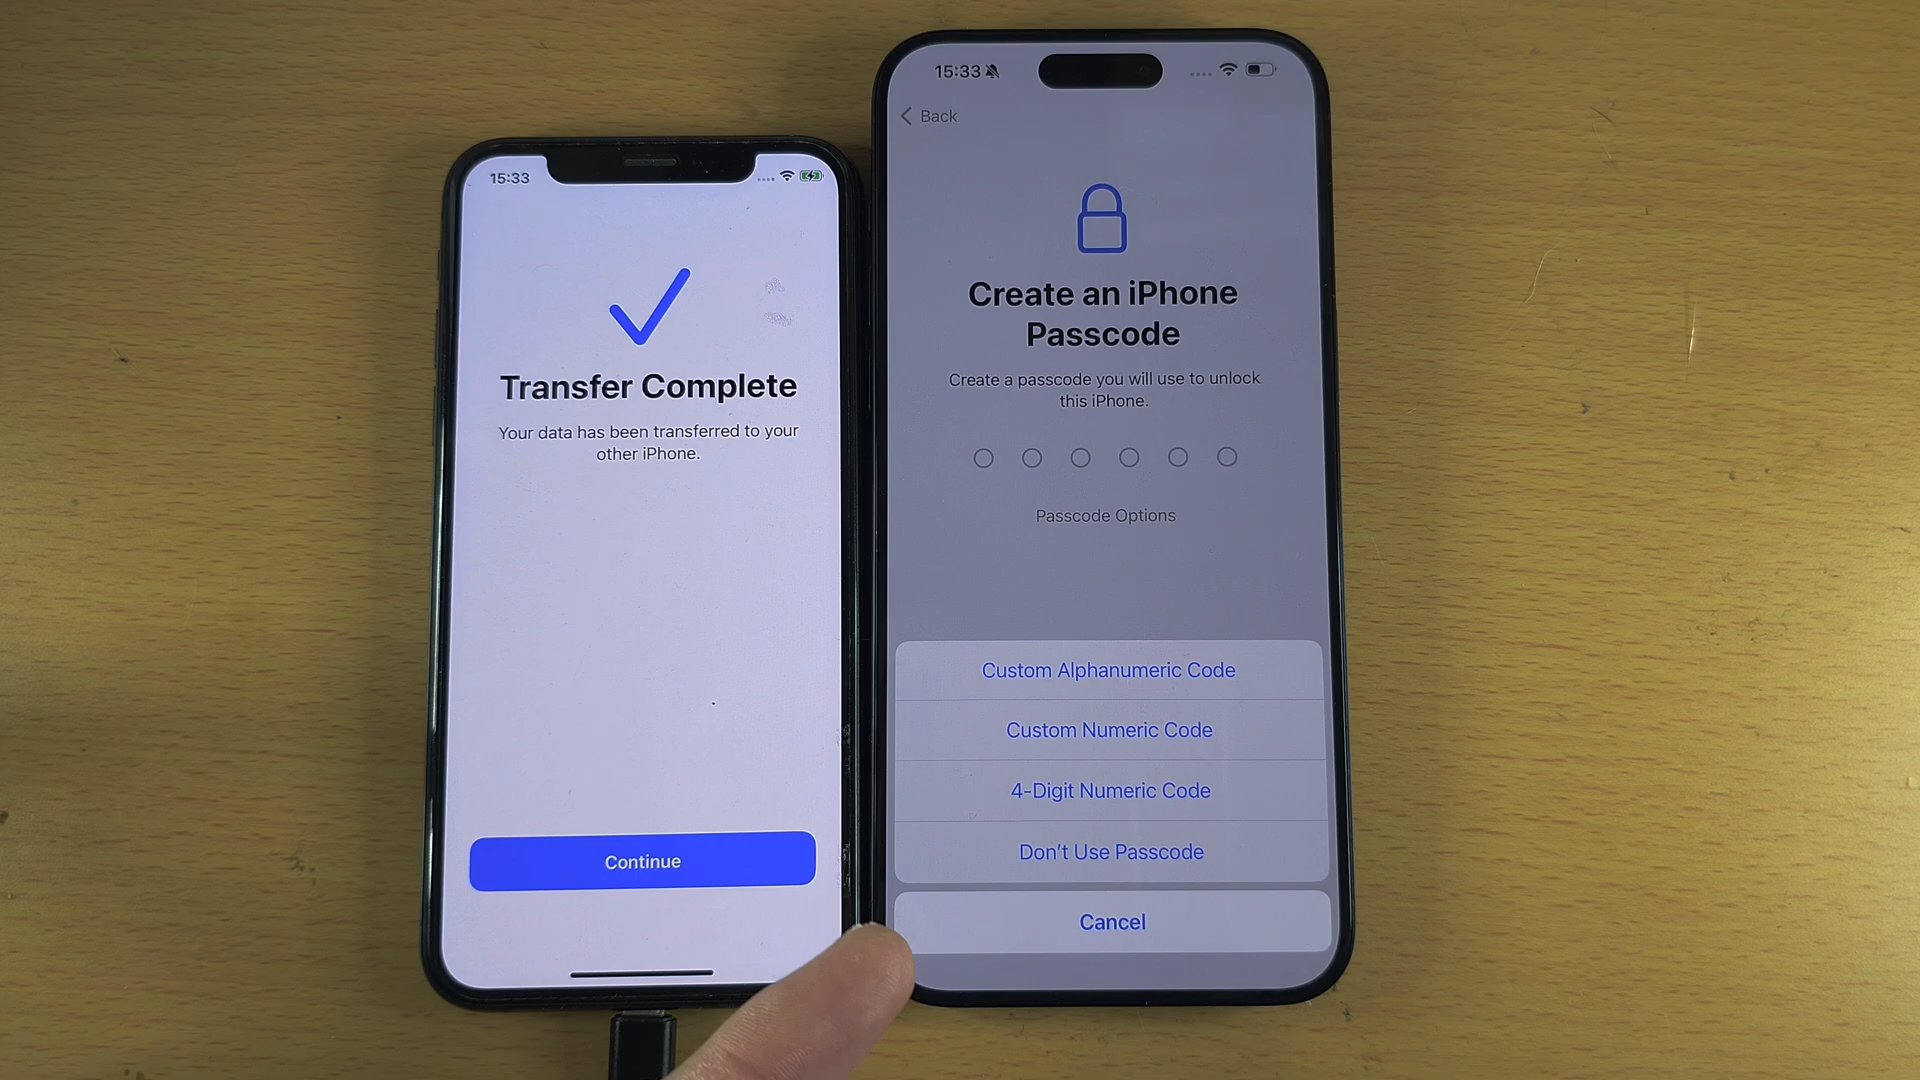 15:33
Transfer Complete
Your data has been transferred to your
other iPhone.
Continue
15:33
Back
Create an iPhone
Passcode
Create a passcode you will use to unlock
this iPhone.
Passcode Options
Custom Alphanumeric Code
Custom Numeric Code
4-Digit Numeric Code
Don't Use Passcode
Cancel